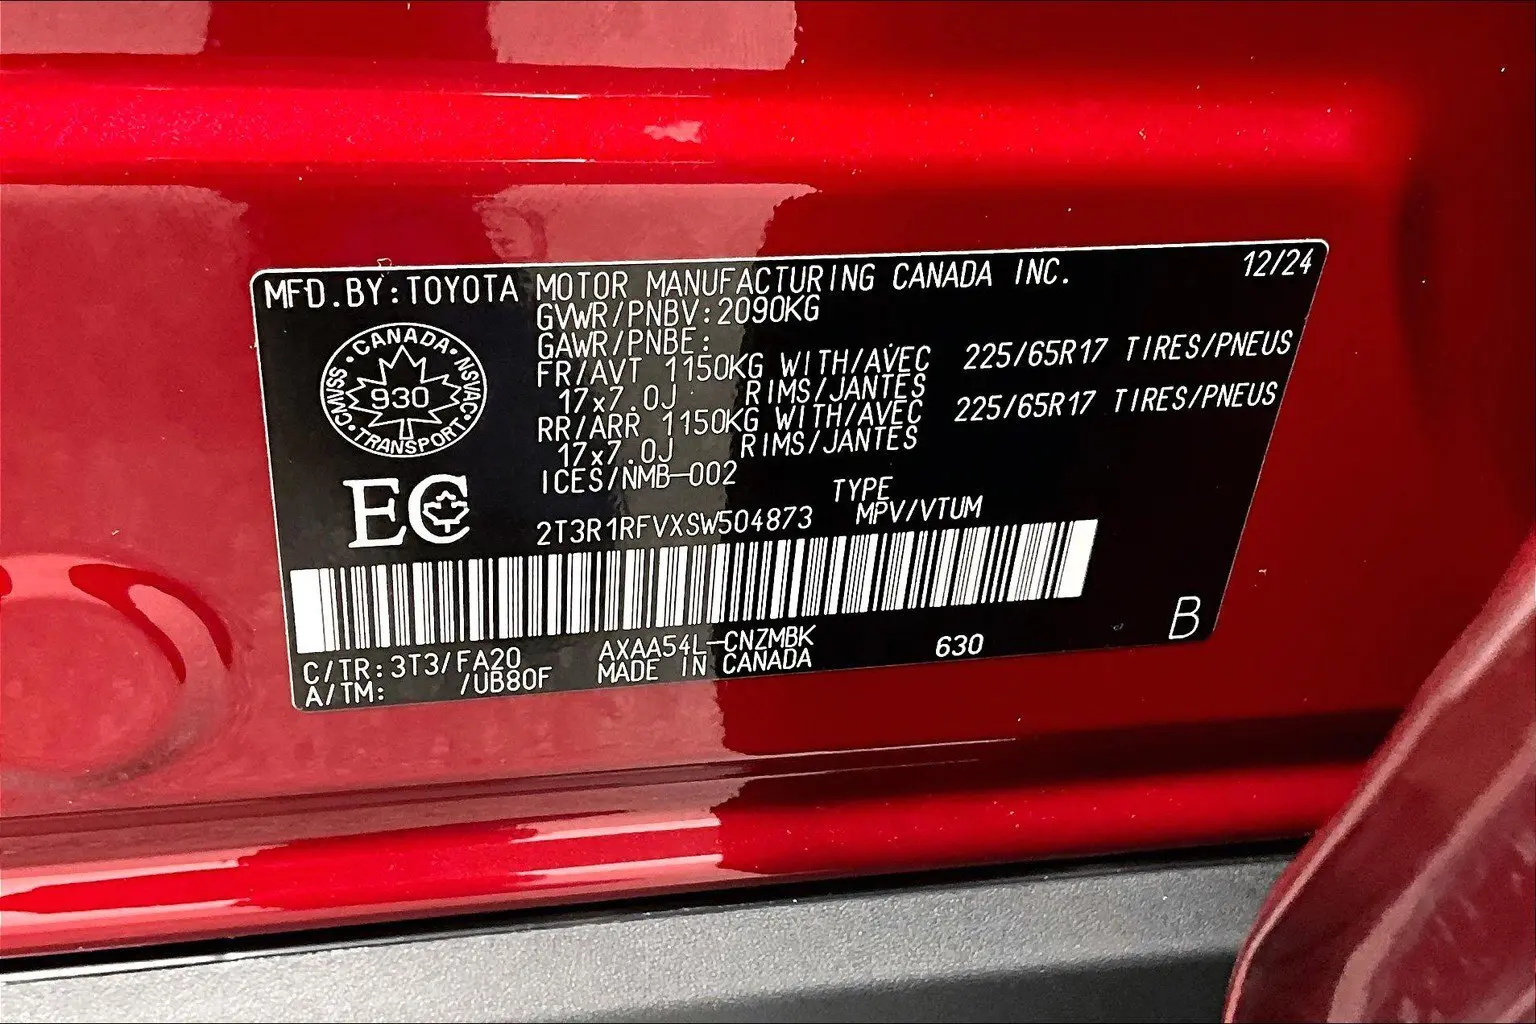 MFD.BY:TOYOTA MOTOR MANUFACTURING CANADA INC. 12/24
GVWR/PNBV:2090KG
GAWR/PNBE:
FR/AVT 1150KG WITH/AVEC 225/65R17 TIRES/PNEUS
17x7.0J RIMS/JANTES
RR/ARR 1150KG WITH/AVEC 225/65R17 TIRES/PNEUS
17x7.0J RIMS/JANTES
ICES/NMB-002
CANADA · NSVAC · TRANSPORT · CMVSS
930
EC
TYPE
2T3R1RFVXSW504873 MPV/VTUM
B
C/TR:3T3/FA20 AXAA54L-CNZMBK 630
A/TM: /UB80F MADE IN CANADA